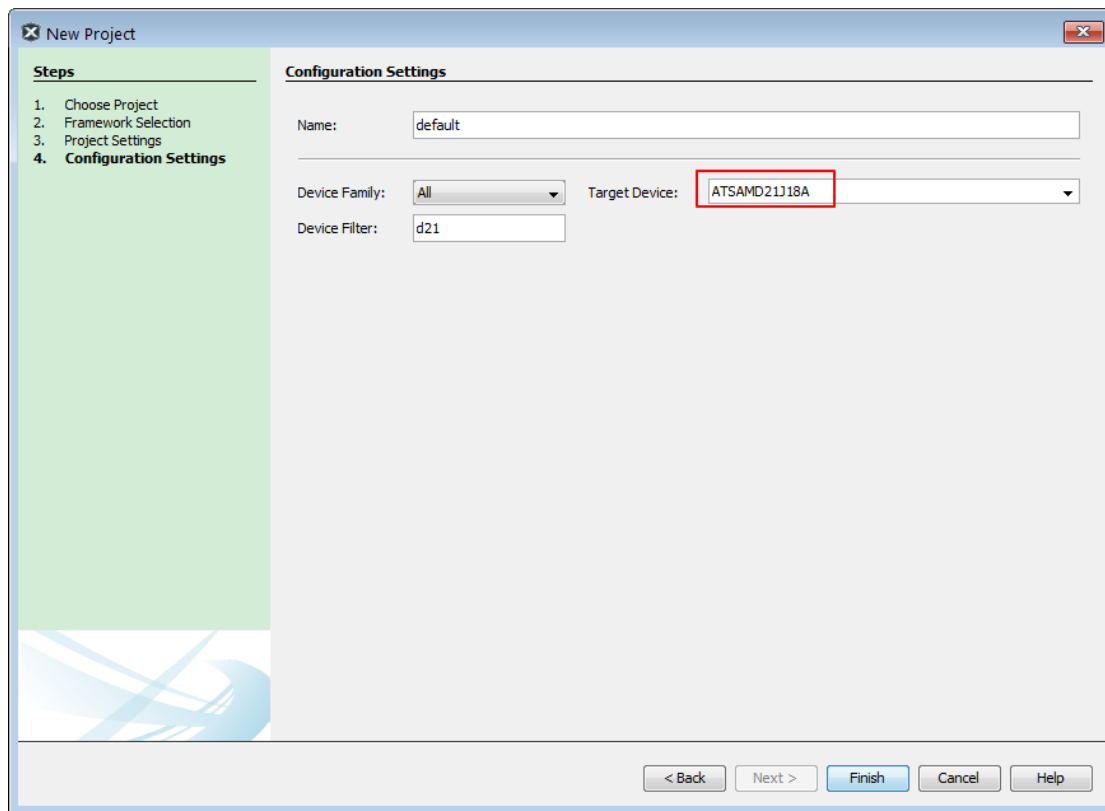 New Project
Steps
1. Choose Project
2. Framework Selection
3. Project Settings
4. Configuration Settings
Configuration Settings
Name: default
Device Family: All Target Device: ATSAMD21J18A
Device Filter: d21
< Back Next > Finish Cancel Help